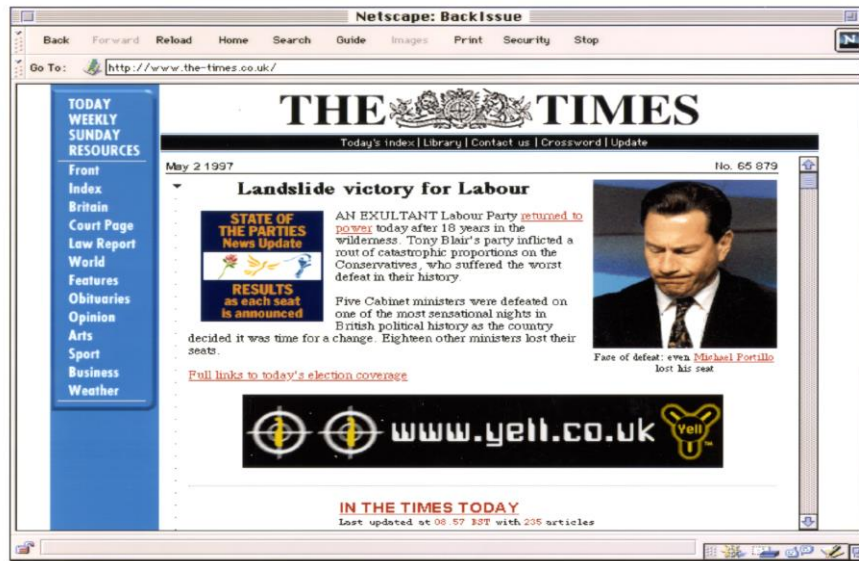 Netscape: BackIssue
Back Forward Reload Home Search Guide Images Print Security Stop
N
Go To: http://www.the-times.co.uk/
TODAY
WEEKLY
SUNDAY
RESOURCES
Front
Index
Britain
Court Page
Law Report
World
Features
Obituaries
Opinion
Arts
Sport
Business
Weather
THE TIMES
Today's index | Library | Contact us | Crossword | Update
May 2 1997 No. 65 879
Landslide victory for Labour
STATE OF
THE PARTIES
News Update
RESULTS
as each seat
is announced
AN EXULTANT Labour Party returned to
power today after 18 years in the
wilderness. Tony Blair's party inflicted a
rout of catastrophic proportions on the
Conservatives, who suffered the worst
defeat in their history.
Five Cabinet ministers were defeated on
one of the most sensational nights in
British political history as the country
decided it was time for a change. Eighteen other ministers lost their
seats.
Full links to today's election coverage
Face of defeat: even Michael Portillo
lost his seat
www.yell.co.uk
Yell
TM
IN THE TIMES TODAY
Last updated at 08.57 BST with 235 articles